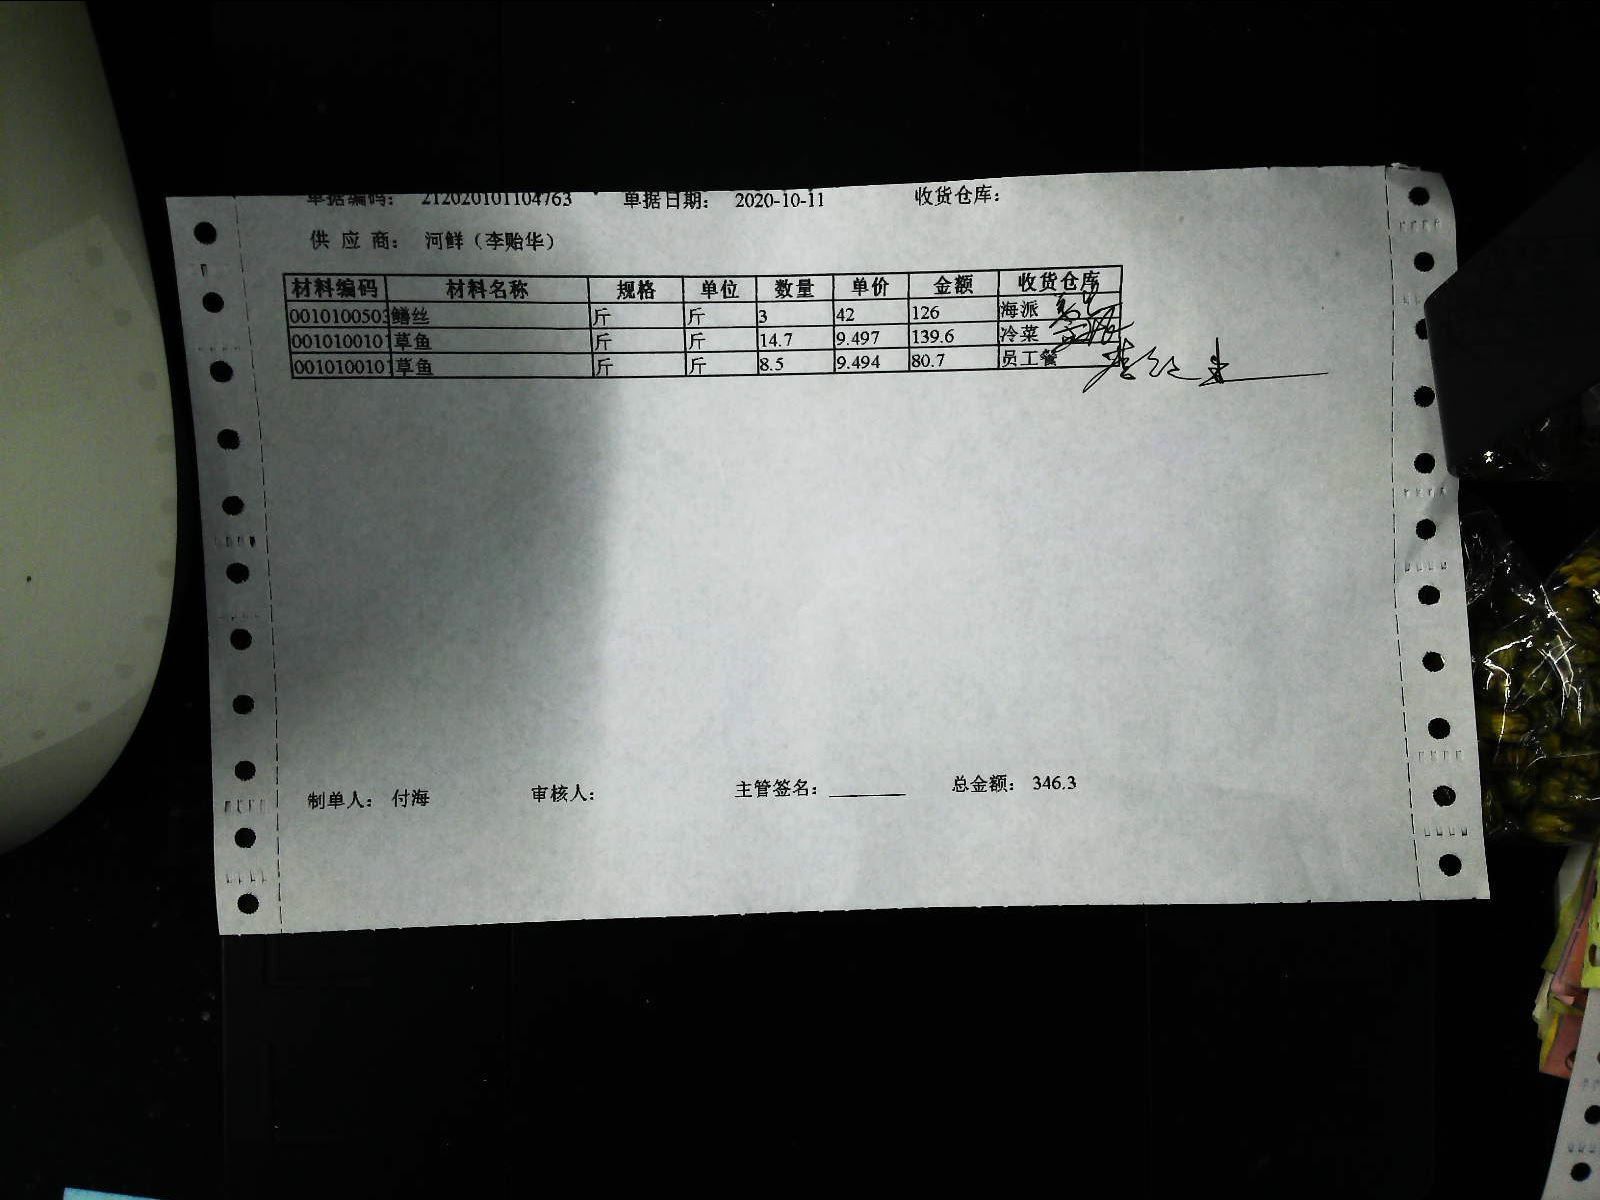 单据编码： 212020101104763 单据日期： 2020-10-11 收货仓库：
供 应 商： 河鲜（李贻华）
材料编码 材料名称 规格 单位 数量 单价 金额 收货仓库
0010100503 鳝丝 斤 斤 3 42 126 海派
001010010 草鱼 斤 斤 14.7 9.497 139.6 冷菜
001010010 草鱼 斤 斤 8.5 9.494 80.7 员工餐
制单人： 付海 审核人： 主管签名： 总金额： 346.3